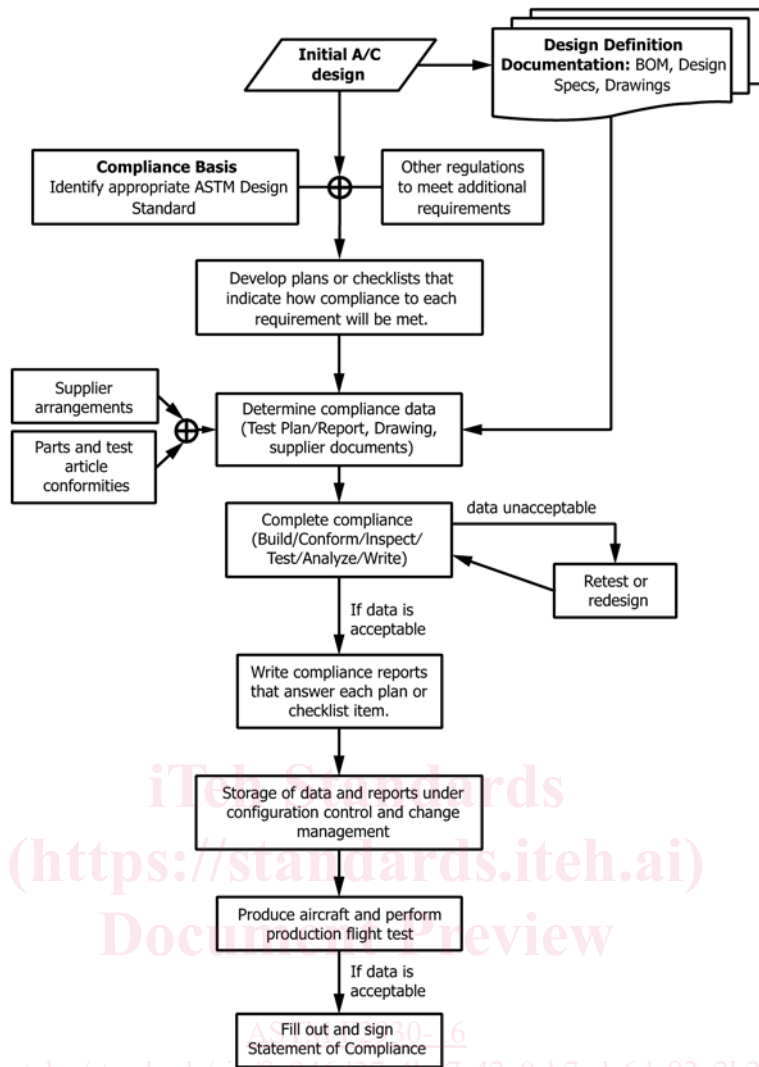 Initial A/C
design
Design Definition
Documentation: BOM, Design
Specs, Drawings
Compliance Basis
Identify appropriate ASTM Design
Standard
Other regulations
to meet additional
requirements
Develop plans or checklists that
indicate how compliance to each
requirement will be met.
Supplier
arrangements
Parts and test
article
conformities
Determine compliance data
(Test Plan/Report, Drawing,
supplier documents)
Complete compliance
(Build/Conform/Inspect/
Test/Analyze/Write)
data unacceptable
Retest or
redesign
If data is
acceptable
Write compliance reports
that answer each plan or
checklist item.
iTeh Standards
Storage of data and reports under
configuration control and change
management
(https://standards.iteh.ai)
Produce aircraft and perform
production flight test
Document Preview
If data is
acceptable
Fill out and sign
Statement of Compliance